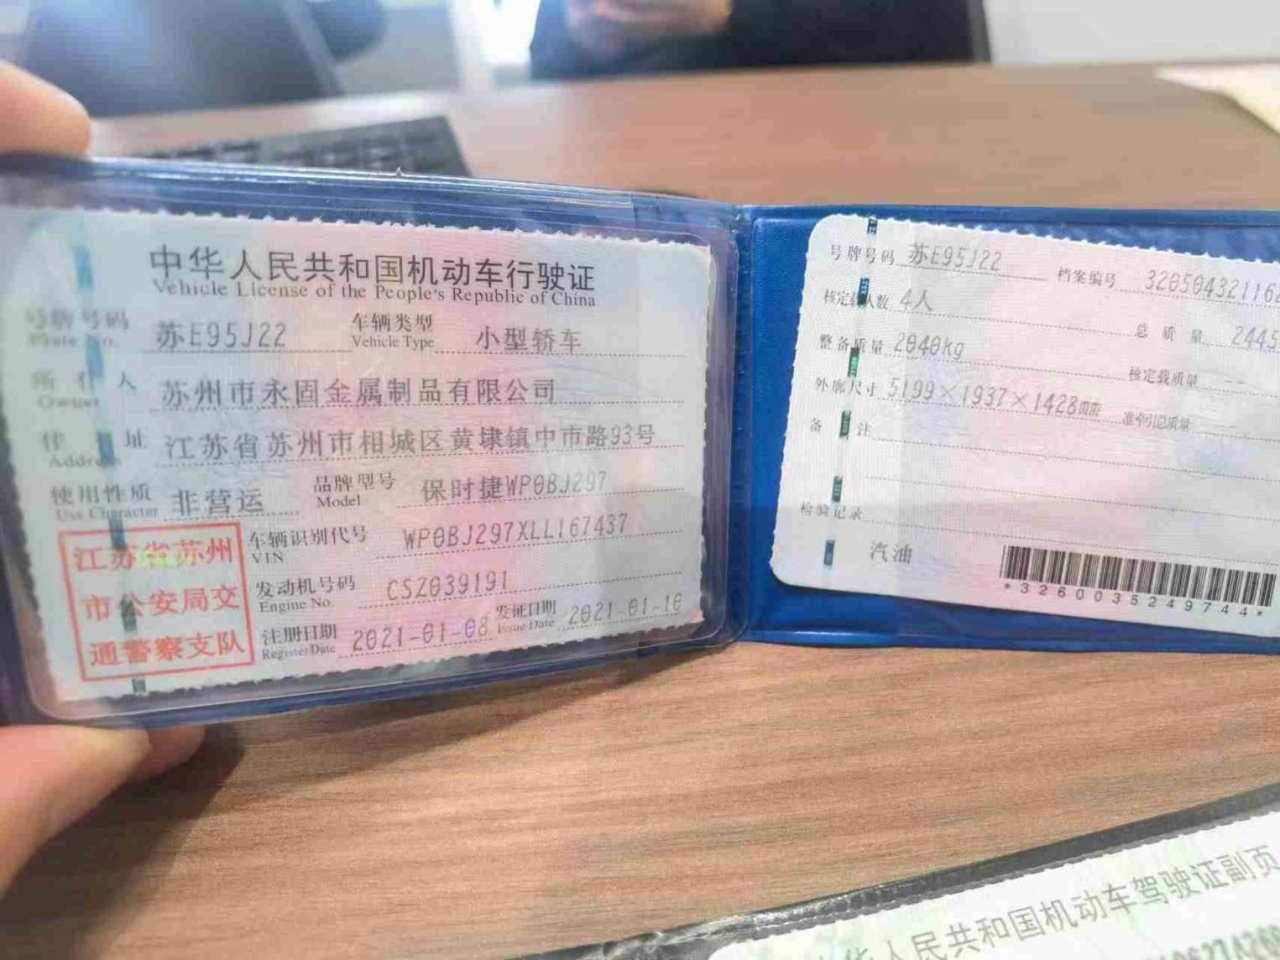 中华人民共和国机动车行驶证
Vehicle License of the People's Republic of China
号牌号码 苏E95J22 车辆类型 小型轿车
Plate No. Vehicle Type
所有人 苏州市永固金属制品有限公司
Owner
住 址 江苏省苏州市相城区黄埭镇中市路93号
Address
使用性质 非营运 品牌型号 保时捷WP0BJ297
Use Character Model
江苏省苏州
市公安局交
通警察支队
车辆识别代号 WP0BJ297XLL167437
VIN
发动机号码 CSZ039191
Engine No.
注册日期 2021-01-08 发证日期 2021-01-10
Register Date Issue Date
号牌号码 苏E95J22 档案编号 32050432116
核定载人数 4人 总质量 2445
整备质量 2040kg 核定载质量 --
外廓尺寸 5199×1937×1428mm 准牵引总质量
备 注
检验记录
汽油
*3260035249744*
华人民共和国机动车驾驶证副页